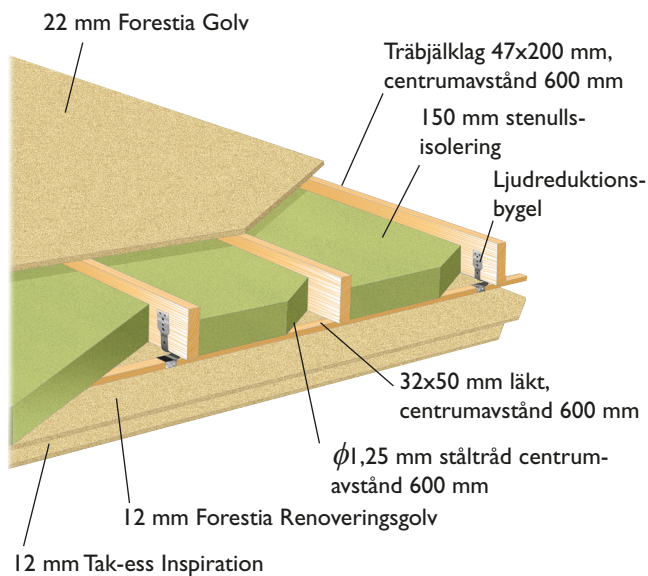 22 mm Forestia Golv
Träbjälklag 47x200 mm,
centrumavstånd 600 mm
150 mm stenulls-
isolering
Ljudreduktions-
bygel
32x50 mm läkt,
centrumavstånd 600 mm
ϕ1,25 mm ståltråd centrum-
avstånd 600 mm
12 mm Forestia Renoveringsgolv
12 mm Tak-ess Inspiration